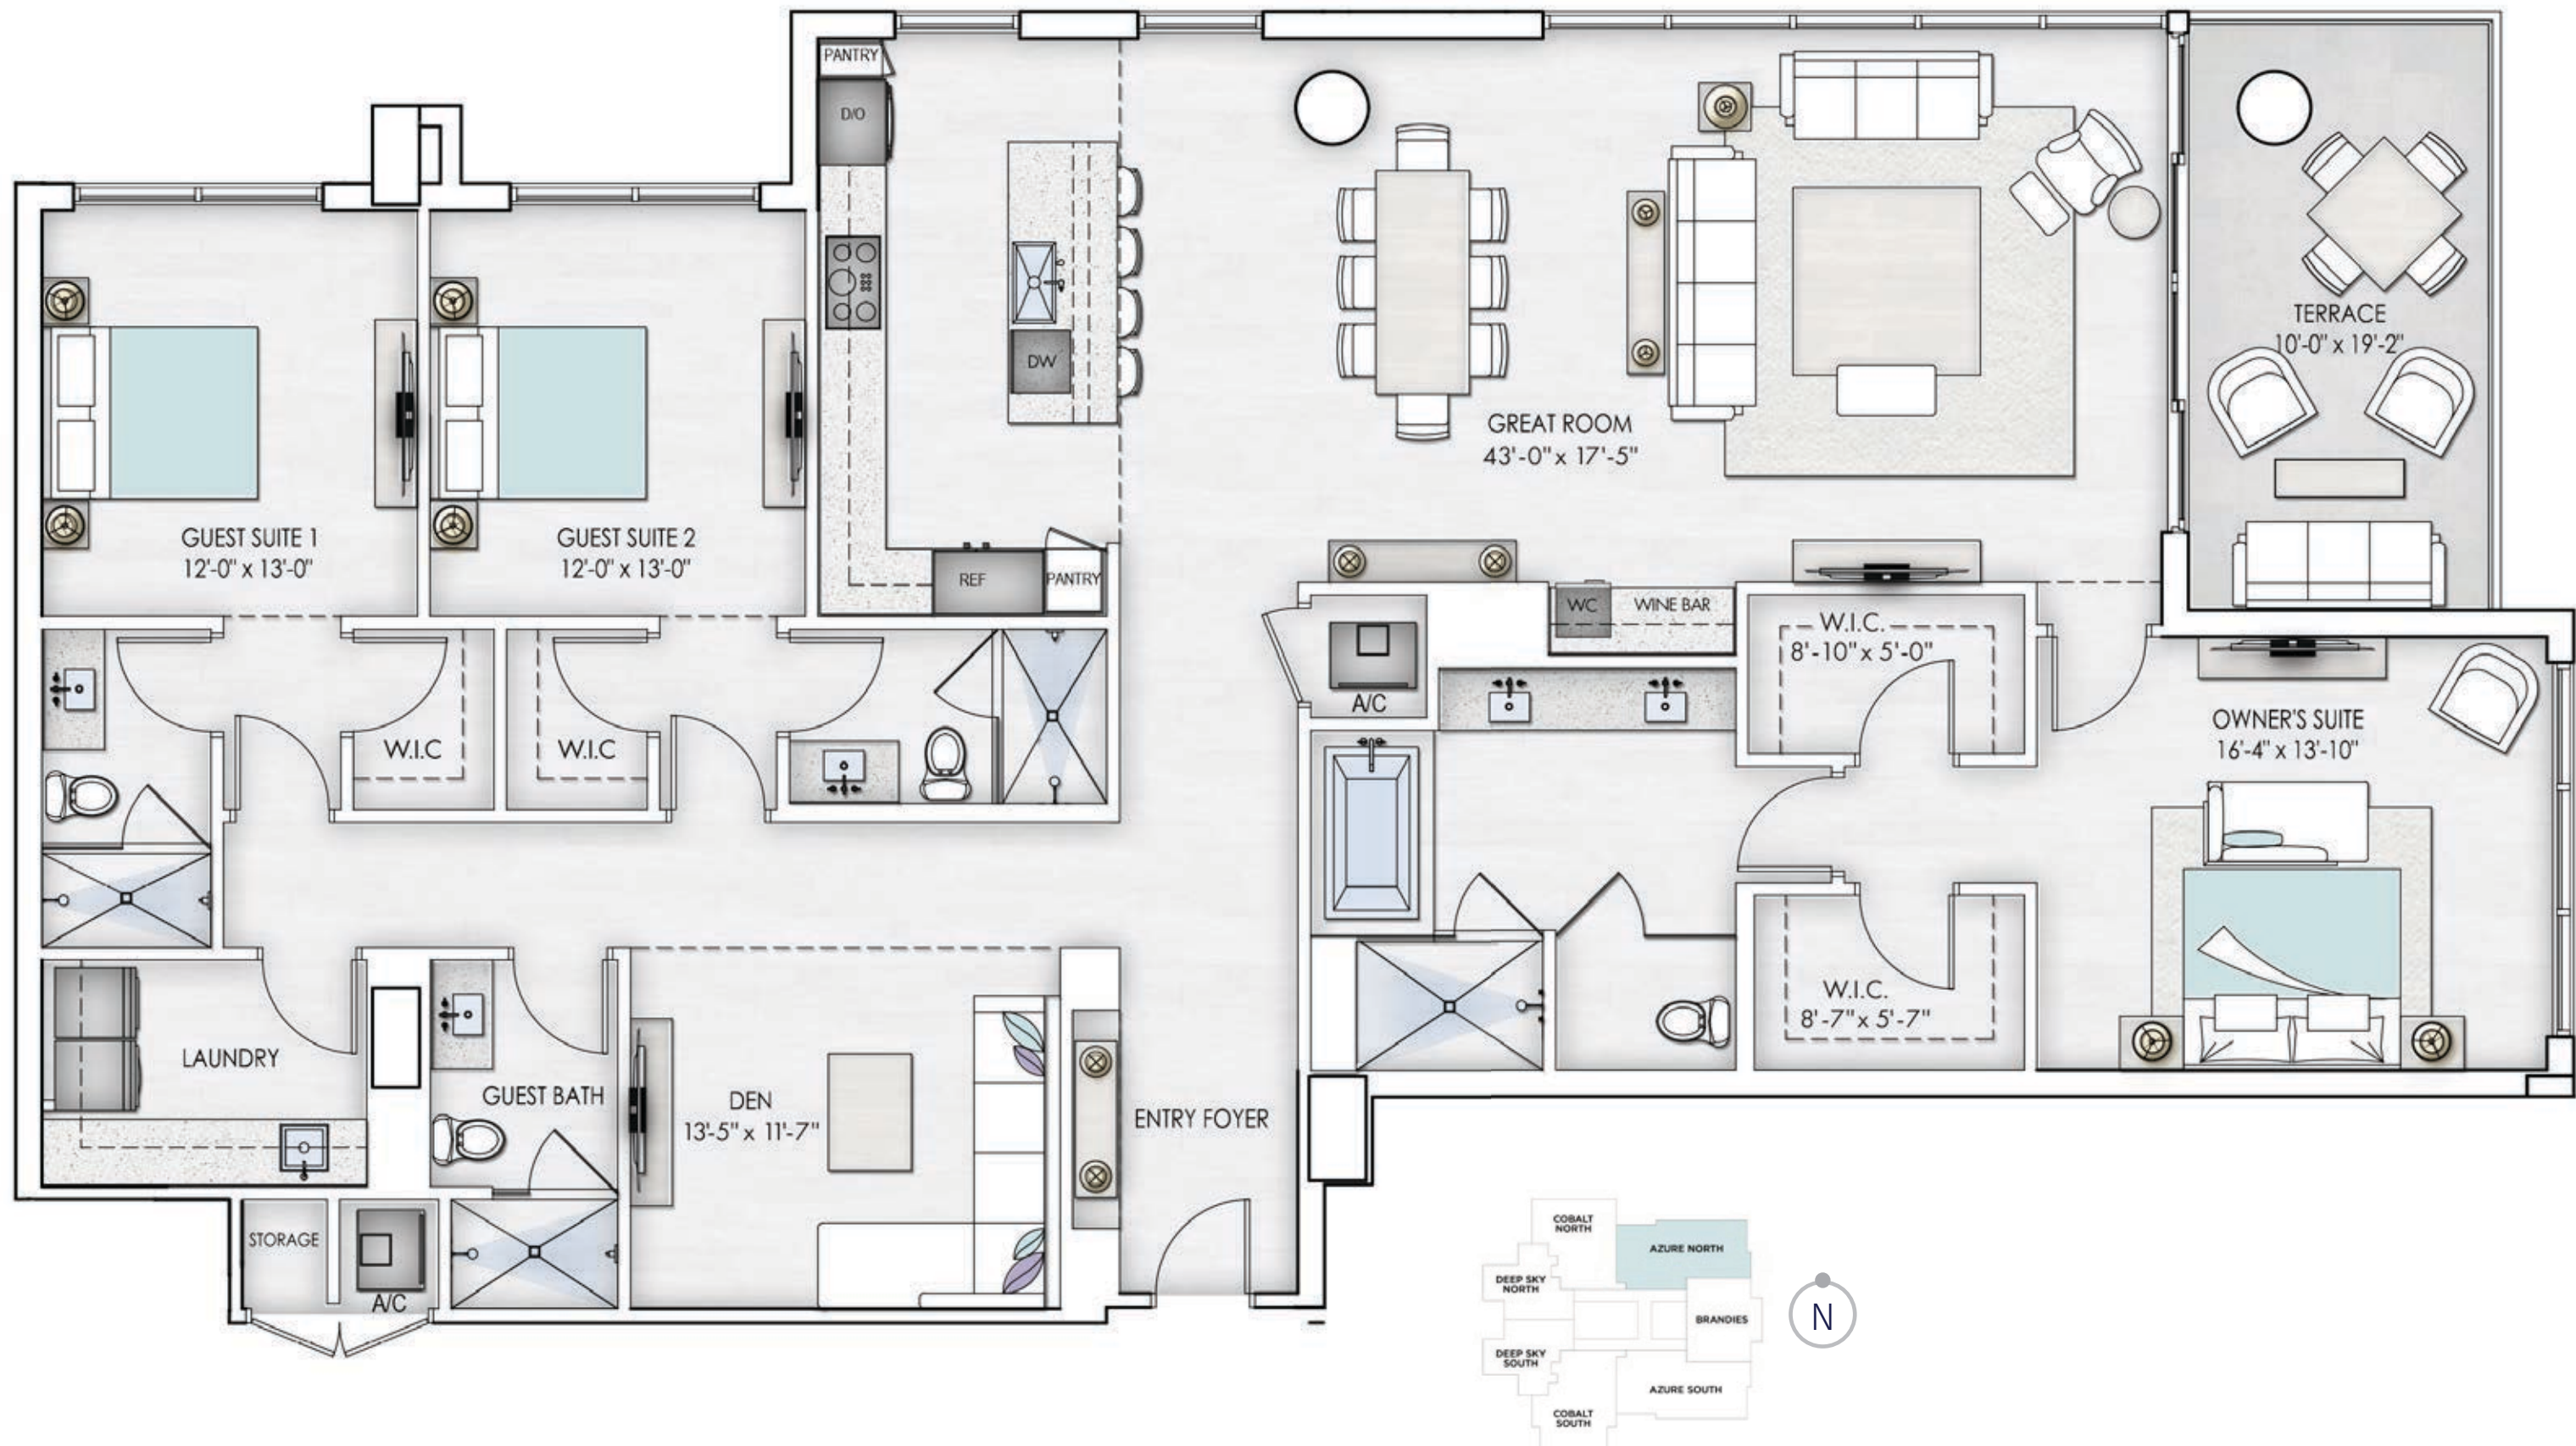 PANTRY
D/O
DW
REF
PANTRY
GUEST SUITE 1
12'-0" x 13'-0"
GUEST SUITE 2
12'-0" x 13'-0"
GREAT ROOM
43'-0" x 17'-5"
TERRACE
10'-0" x 19'-2"
WC
WINE BAR
W.I.C.
8'-10" x 5'-0"
A/C
W.I.C
W.I.C
OWNER'S SUITE
16'-4" x 13'-10"
W.I.C.
8'-7" x 5'-7"
LAUNDRY
GUEST BATH
DEN
13'-5" x 11'-7"
ENTRY FOYER
STORAGE
A/C
COBALT
NORTH
AZURE NORTH
DEEP SKY
NORTH
BRANDIES
DEEP SKY
SOUTH
AZURE SOUTH
COBALT
SOUTH
N